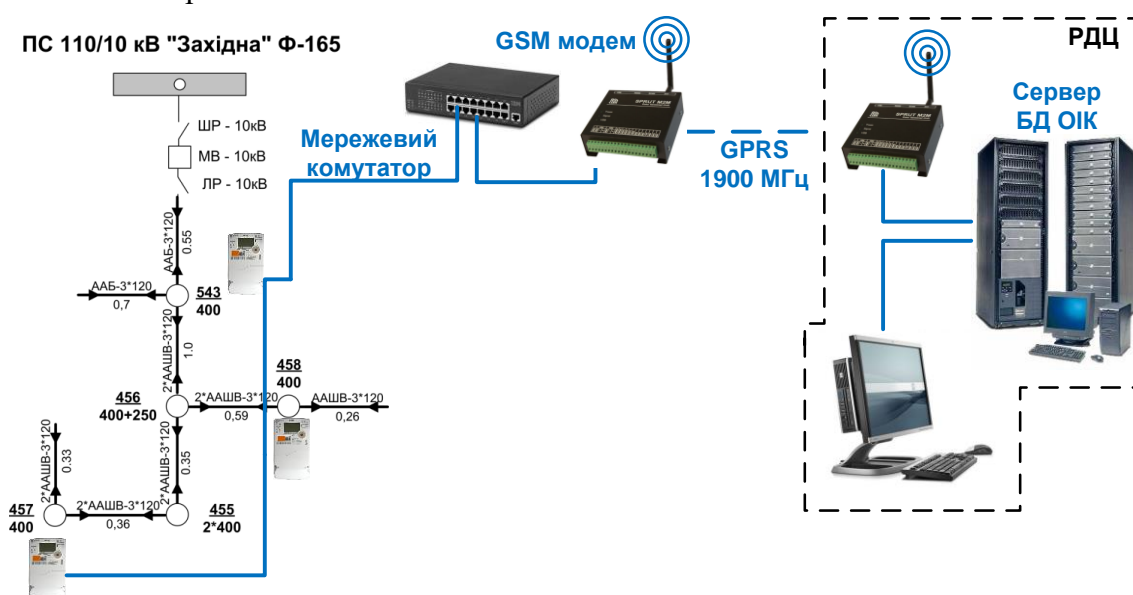 ПС 110/10 кВ "Західна" Ф-165
GSM модем
РДЦ
Сервер
БД ОІК
ШР - 10кВ
МВ - 10кВ
ЛР - 10кВ
Мережевий
комутатор
SPRUT M2M
GPRS
1900 МГц
ААБ-3*120
0.55
ААБ-3*120
0,7
543
400
2*ААШВ-3*120
1.0
458
400
456
400+250
2*ААШВ-3*120
0,59
ААШВ-3*120
0,26
2*ААШВ-3*120
0.33
2*ААШВ-3*120
0.35
457
400
2*ААШВ-3*120
0,36
455
2*400